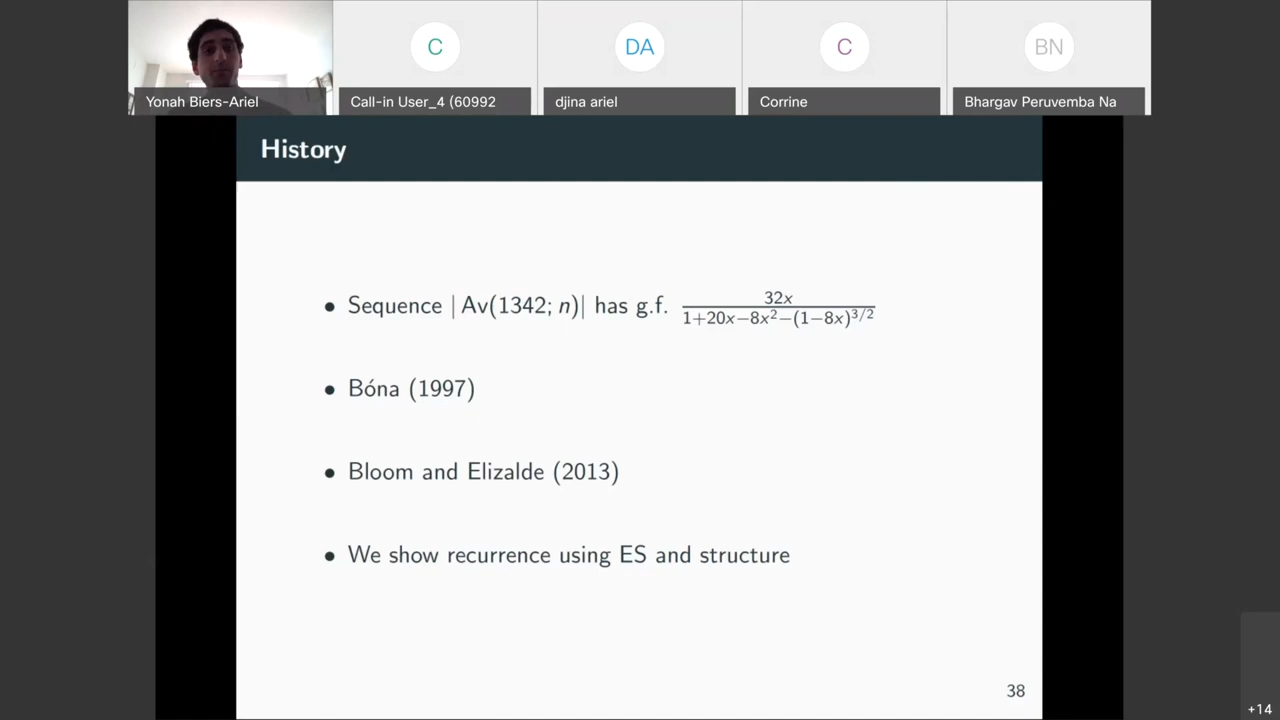 C
DA
C
BN
Yonah Biers-Ariel
Call-in User_4 (60992
djina ariel
Corrine
Bhargav Peruvemba Na
History
• Sequence | Av(1342; n)| has g.f. 32x / 1+20x−8x²−(1−8x)^{3/2}
• Bóna (1997)
• Bloom and Elizalde (2013)
• We show recurrence using ES and structure
38
+14